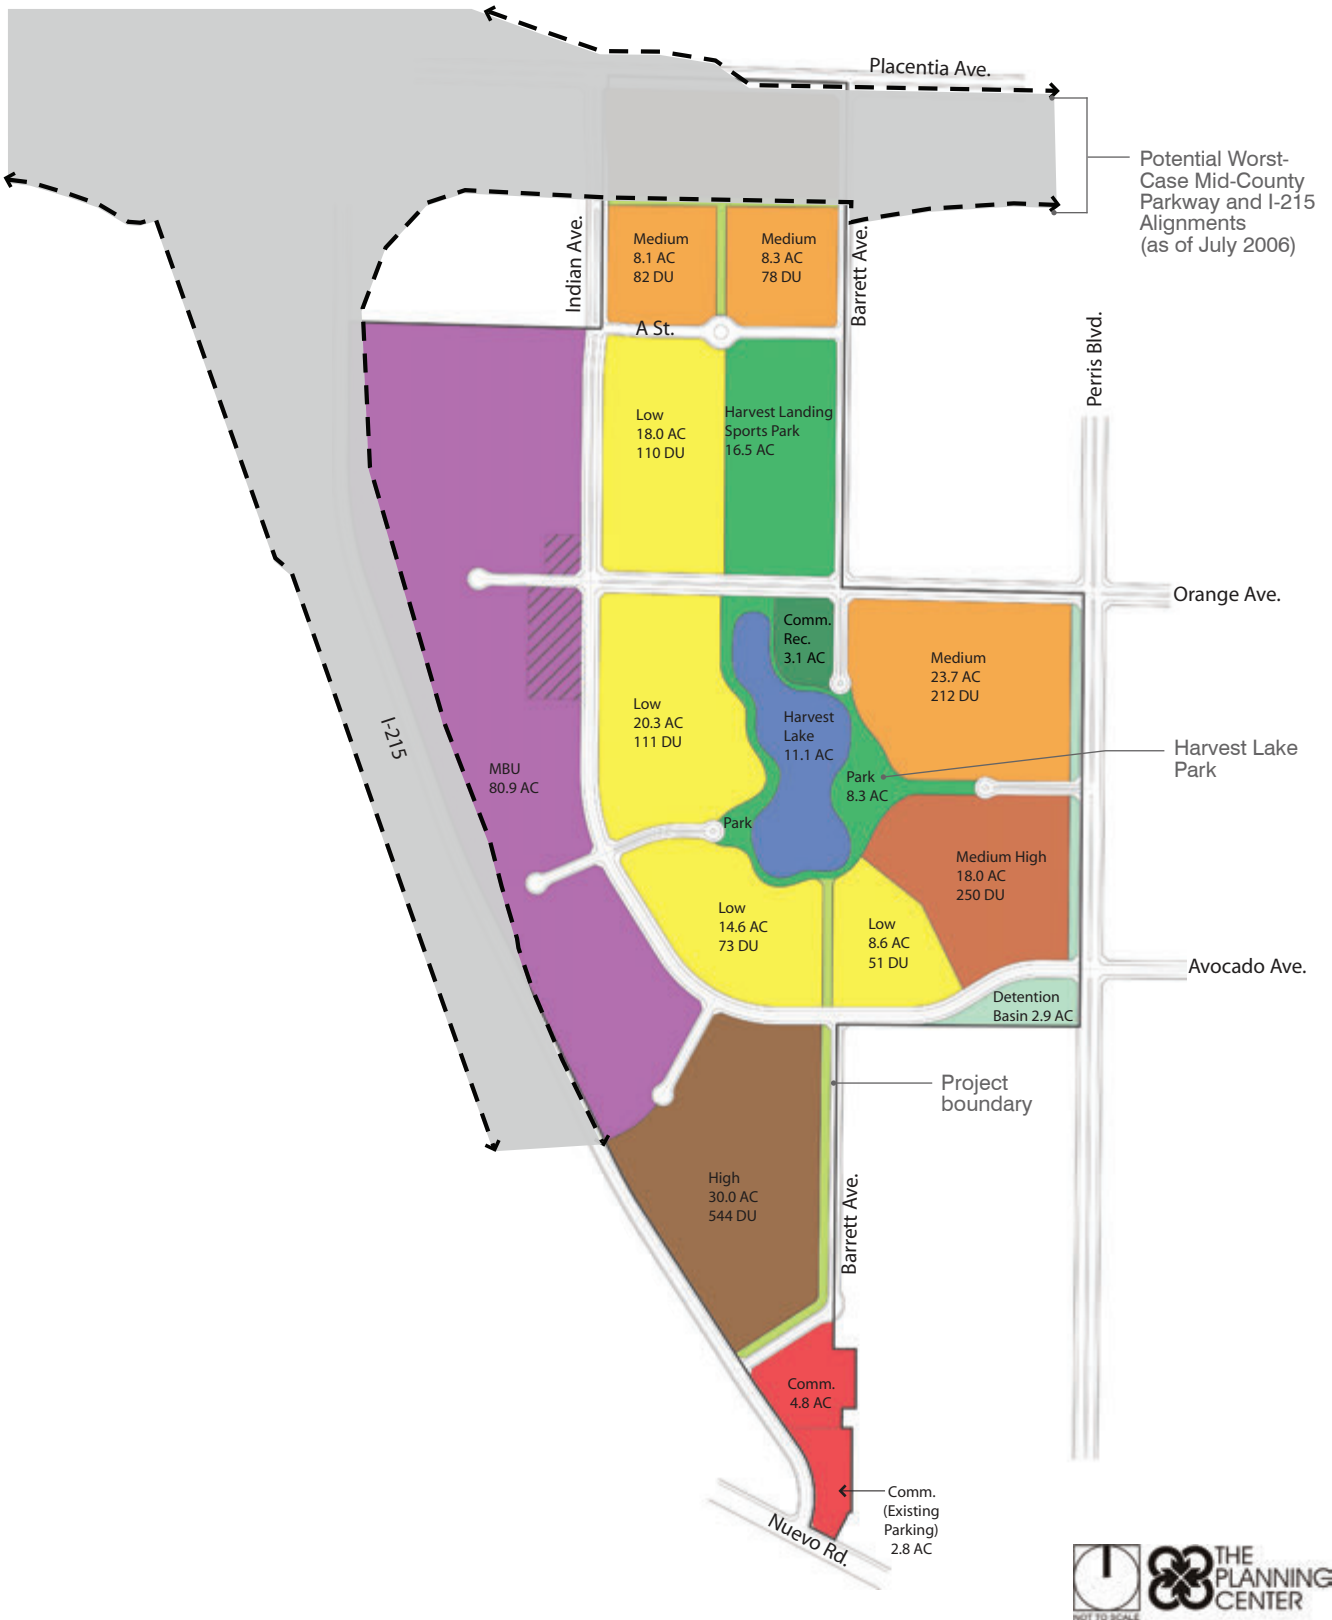 Placentia Ave.
Potential Worst-
Case Mid-County
Parkway and I-215
Alignments
(as of July 2006)
Indian Ave.
Medium
8.1 AC
82 DU
Medium
8.3 AC
78 DU
Barrett Ave.
A St.
Perris Blvd.
Low
18.0 AC
110 DU
Harvest Landing
Sports Park
16.5 AC
Orange Ave.
Comm.
Rec.
3.1 AC
Medium
23.7 AC
212 DU
Low
20.3 AC
111 DU
Harvest
Lake
11.1 AC
I-215
MBU
80.9 AC
Park
8.3 AC
Harvest Lake
Park
Park
Medium High
18.0 AC
250 DU
Low
14.6 AC
73 DU
Low
8.6 AC
51 DU
Avocado Ave.
Detention
Basin 2.9 AC
Project
boundary
High
30.0 AC
544 DU
Barrett Ave.
Comm.
4.8 AC
Comm.
(Existing
Parking)
2.8 AC
Nuevo Rd.
THE
PLANNING
CENTER
NOT TO SCALE